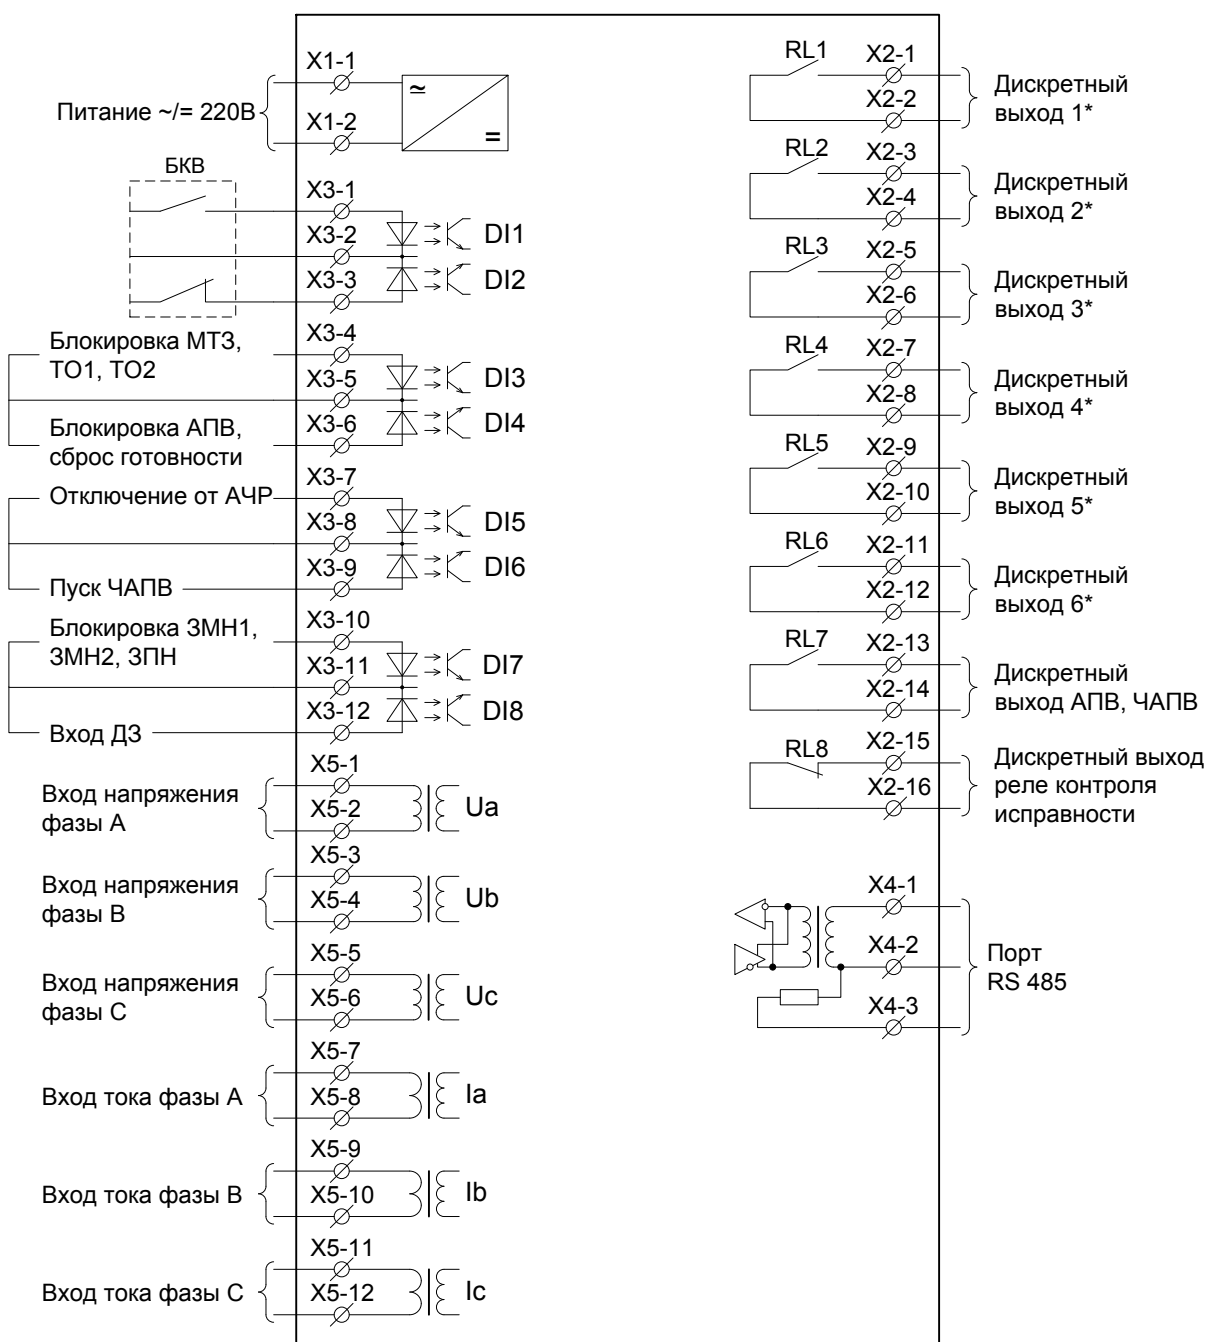 X1-1
Питание ~/= 220В
X1-2
≃
=
БКВ
X3-1
X3-2
X3-3
DI1
DI2
Блокировка МТЗ,
ТО1, ТО2
X3-4
X3-5
X3-6
DI3
DI4
Блокировка АПВ,
сброс готовности
Отключение от АЧР
X3-7
X3-8
X3-9
DI5
DI6
Пуск ЧАПВ
Блокировка ЗМН1,
ЗМН2, ЗПН
X3-10
X3-11
X3-12
DI7
DI8
Вход ДЗ
X5-1
Вход напряжения
фазы А
X5-2
Ua
X5-3
Вход напряжения
фазы В
X5-4
Ub
X5-5
Вход напряжения
фазы С
X5-6
Uc
X5-7
Вход тока фазы А
X5-8
Ia
X5-9
Вход тока фазы В
X5-10
Ib
X5-11
Вход тока фазы С
X5-12
Ic
RL1
X2-1
X2-2
Дискретный
выход 1*
RL2
X2-3
X2-4
Дискретный
выход 2*
RL3
X2-5
X2-6
Дискретный
выход 3*
RL4
X2-7
X2-8
Дискретный
выход 4*
RL5
X2-9
X2-10
Дискретный
выход 5*
RL6
X2-11
X2-12
Дискретный
выход 6*
RL7
X2-13
X2-14
Дискретный
выход АПВ, ЧАПВ
RL8
X2-15
X2-16
Дискретный выход
реле контроля
исправности
X4-1
X4-2
X4-3
Порт
RS 485